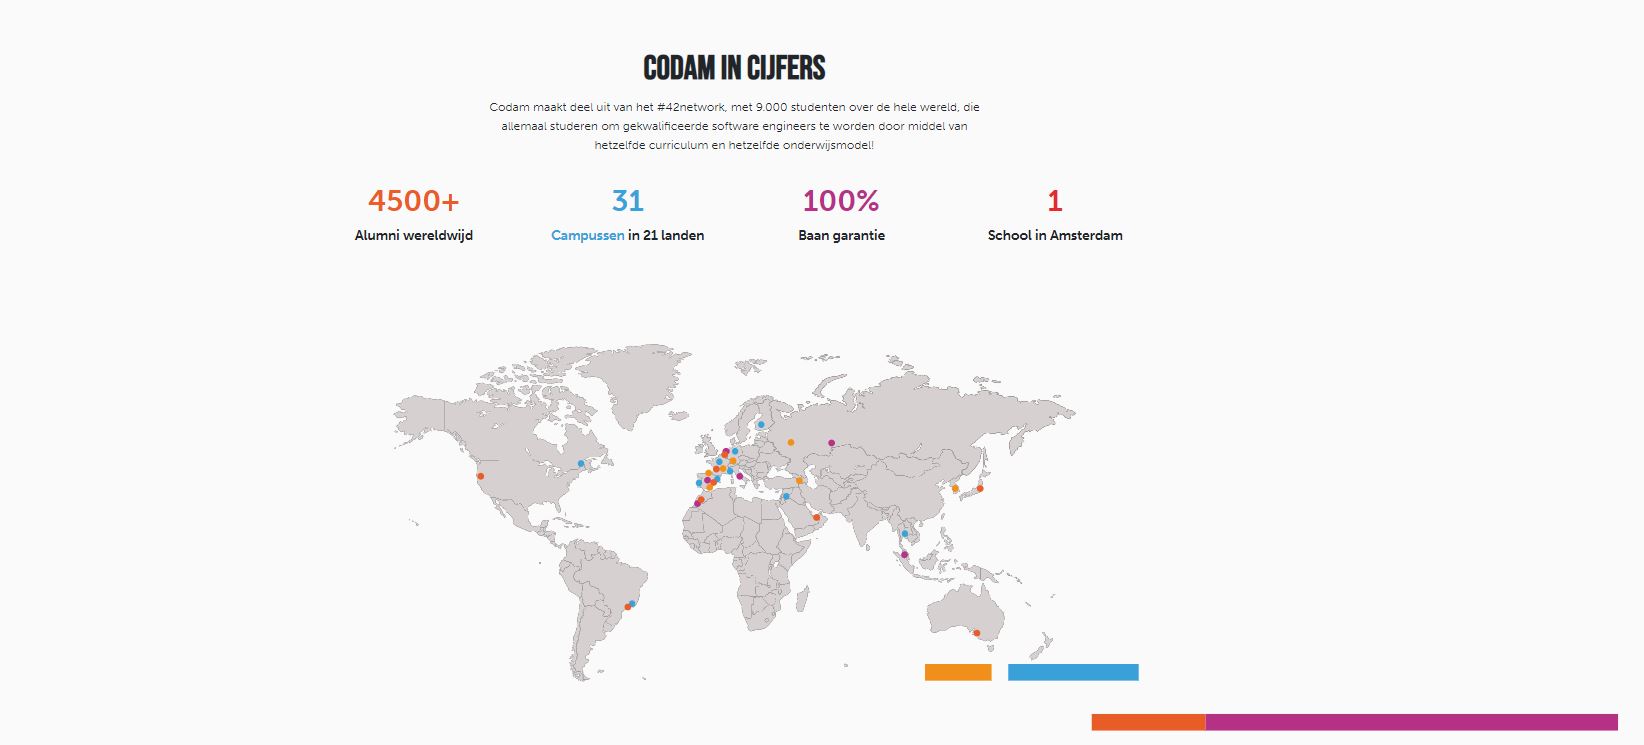 CODAM IN CIJFERS
Codam maakt deel uit van het #42network, met 9.000 studenten over de hele wereld, die
allemaal studeren om gekwalificeerde software engineers te worden door middel van
hetzelfde curriculum en hetzelfde onderwijsmodel!
4500+
Alumni wereldwijd
31
Campussen in 21 landen
100%
Baan garantie
1
School in Amsterdam